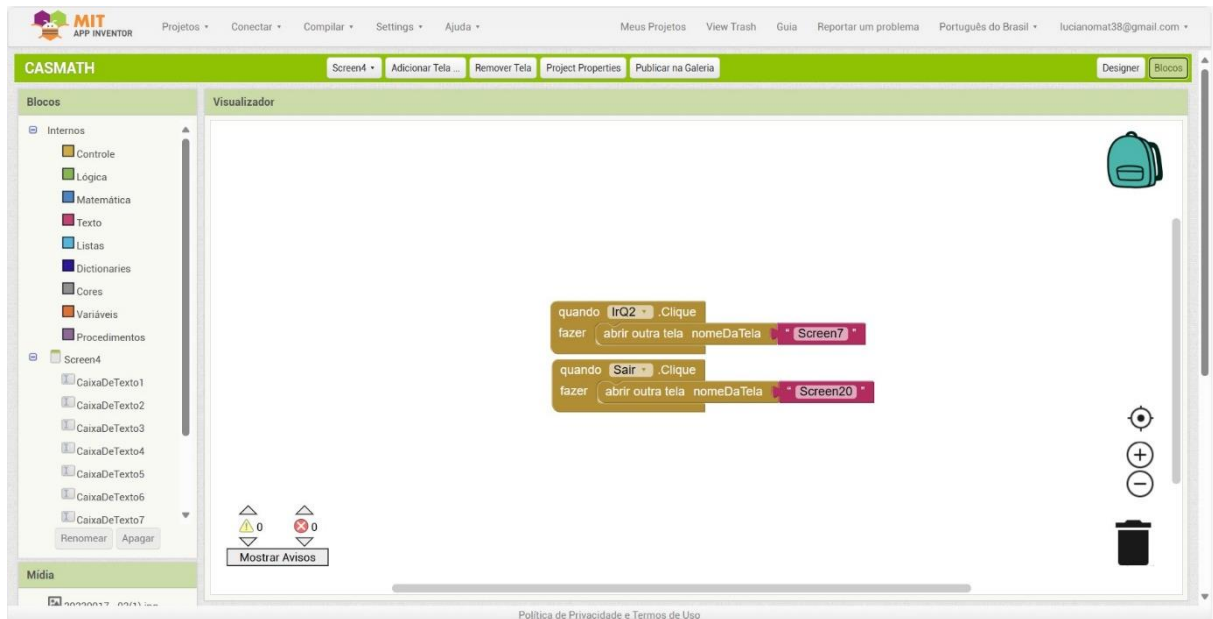 MIT
APP INVENTOR
Projetos Conectar Compilar Settings Ajuda Meus Projetos View Trash Guia Reportar um problema Português do Brasil lucianomat38@gmail.com
CASMATH Screen4 Adicionar Tela ... Remover Tela Project Properties Publicar na Galeria Designer Blocos
Blocos
Visualizador
Internos
Controle
Lógica
Matemática
Texto
Listas
Dictionaries
Cores
Variáveis
Procedimentos
Screen4
CaixaDeTexto1
CaixaDeTexto2
CaixaDeTexto3
CaixaDeTexto4
CaixaDeTexto5
CaixaDeTexto6
CaixaDeTexto7
Renomear Apagar
Mídia
quando IrQ2 .Clique
fazer abrir outra tela nomeDaTela " Screen7 "
quando Sair .Clique
fazer abrir outra tela nomeDaTela " Screen20 "
0 0
Mostrar Avisos
Política de Privacidade e Termos de Uso